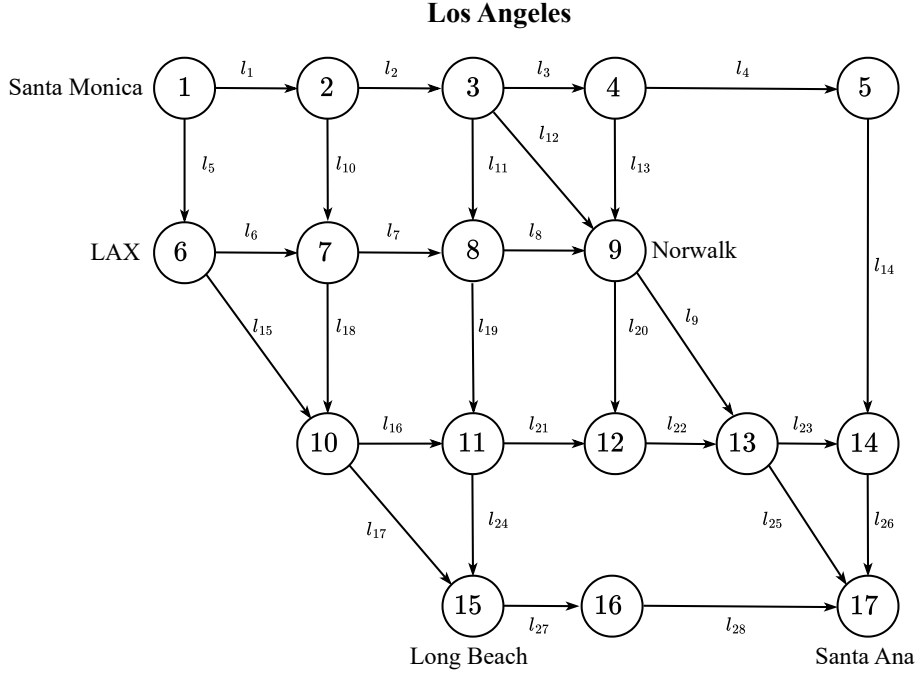 Los Angeles
l1 l2 l3 l4
Santa Monica 1 2 3 4 5
l5 l10 l11 l12 l13
l6 l7 l8
LAX 6 7 8 9 Norwalk
l14
l15 l18 l19 l20 l9
l16 l21 l22 l23
10 11 12 13 14
l17 l24 l25 l26
15 16 17
l27 l28
Long Beach Santa Ana